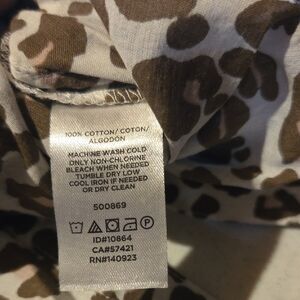 100% COTTON/ COTON/
ALGODON
MACHINE WASH COLD
ONLY NON-CHLORINE
BLEACH WHEN NEEDED
TUMBLE DRY LOW
COOL IRON IF NEEDED
OR DRY CLEAN
500869
ID#10864
CA#57421
RN#140923